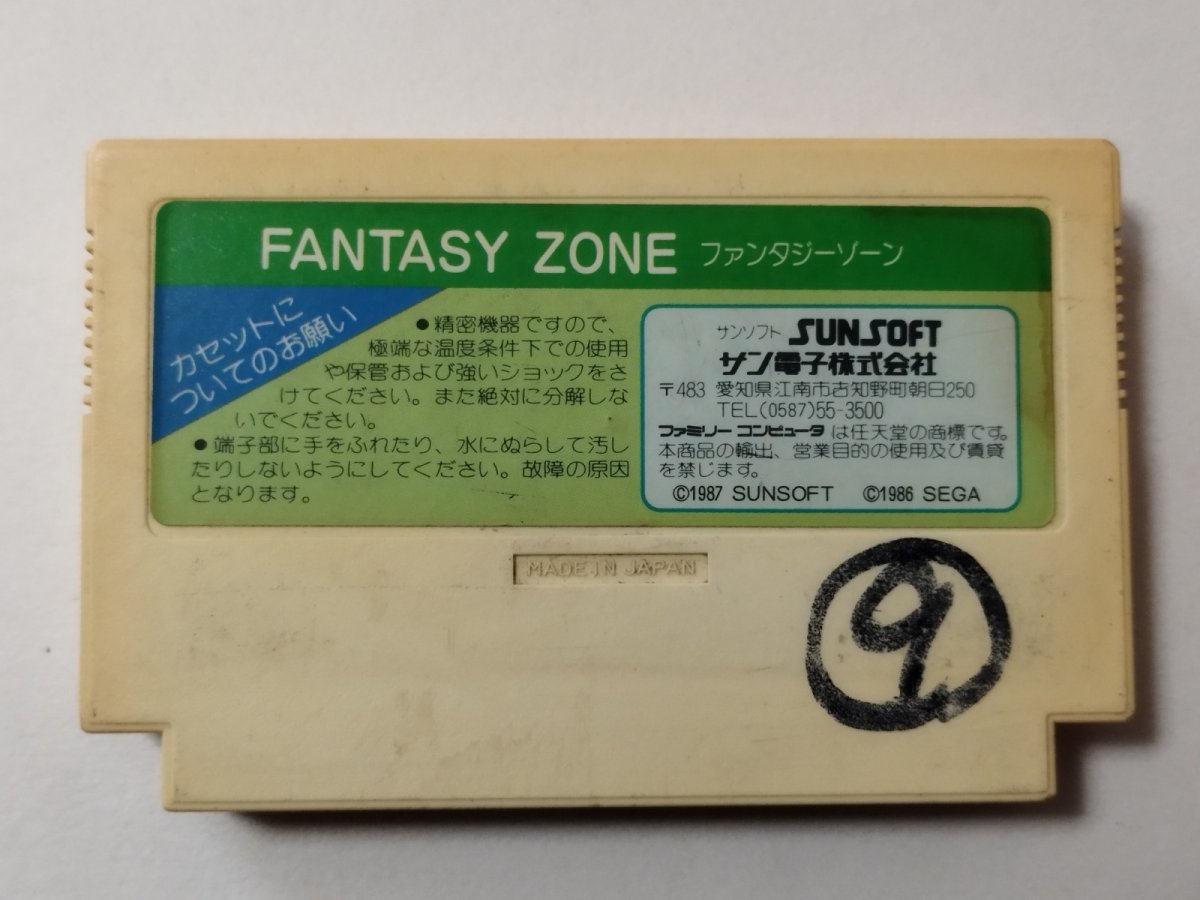 FANTASY ZONE ファンタジーゾーン
カセットに
ついてのお願い
●精密機器ですので、
極端な温度条件下での使用
や保管および強いショックをさ
けてください。また絶対に分解しな
いでください。
●端子部に手をふれたり、水にぬらして汚し
たりしないようにしてください。故障の原因
となります。
サンソフト SUNSOFT
サン電子株式会社
〒483 愛知県江南市古知野町朝日250
TEL(0587)55-3500
ファミリーコンピュータは任天堂の商標です。
本商品の輸出、営業目的の使用及び賃貸
を禁じます。
©1987 SUNSOFT ©1986 SEGA
MADE IN JAPAN
⑨